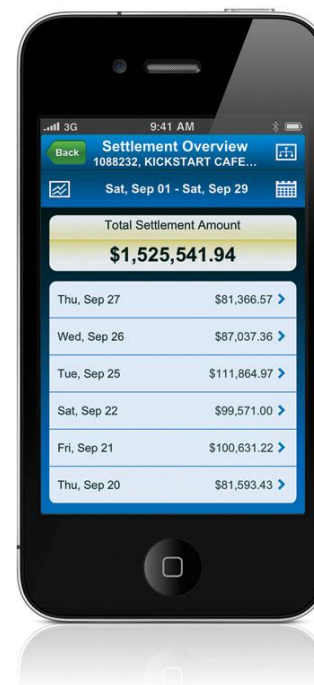 3G 9:41 AM
Back
Settlement Overview
1088232, KICKSTART CAFE...
Sat, Sep 01 - Sat, Sep 29
Total Settlement Amount
$1,525,541.94
Thu, Sep 27 $81,366.57
Wed, Sep 26 $87,037.36
Tue, Sep 25 $111,864.97
Sat, Sep 22 $99,571.00
Fri, Sep 21 $100,631.22
Thu, Sep 20 $81,593.43